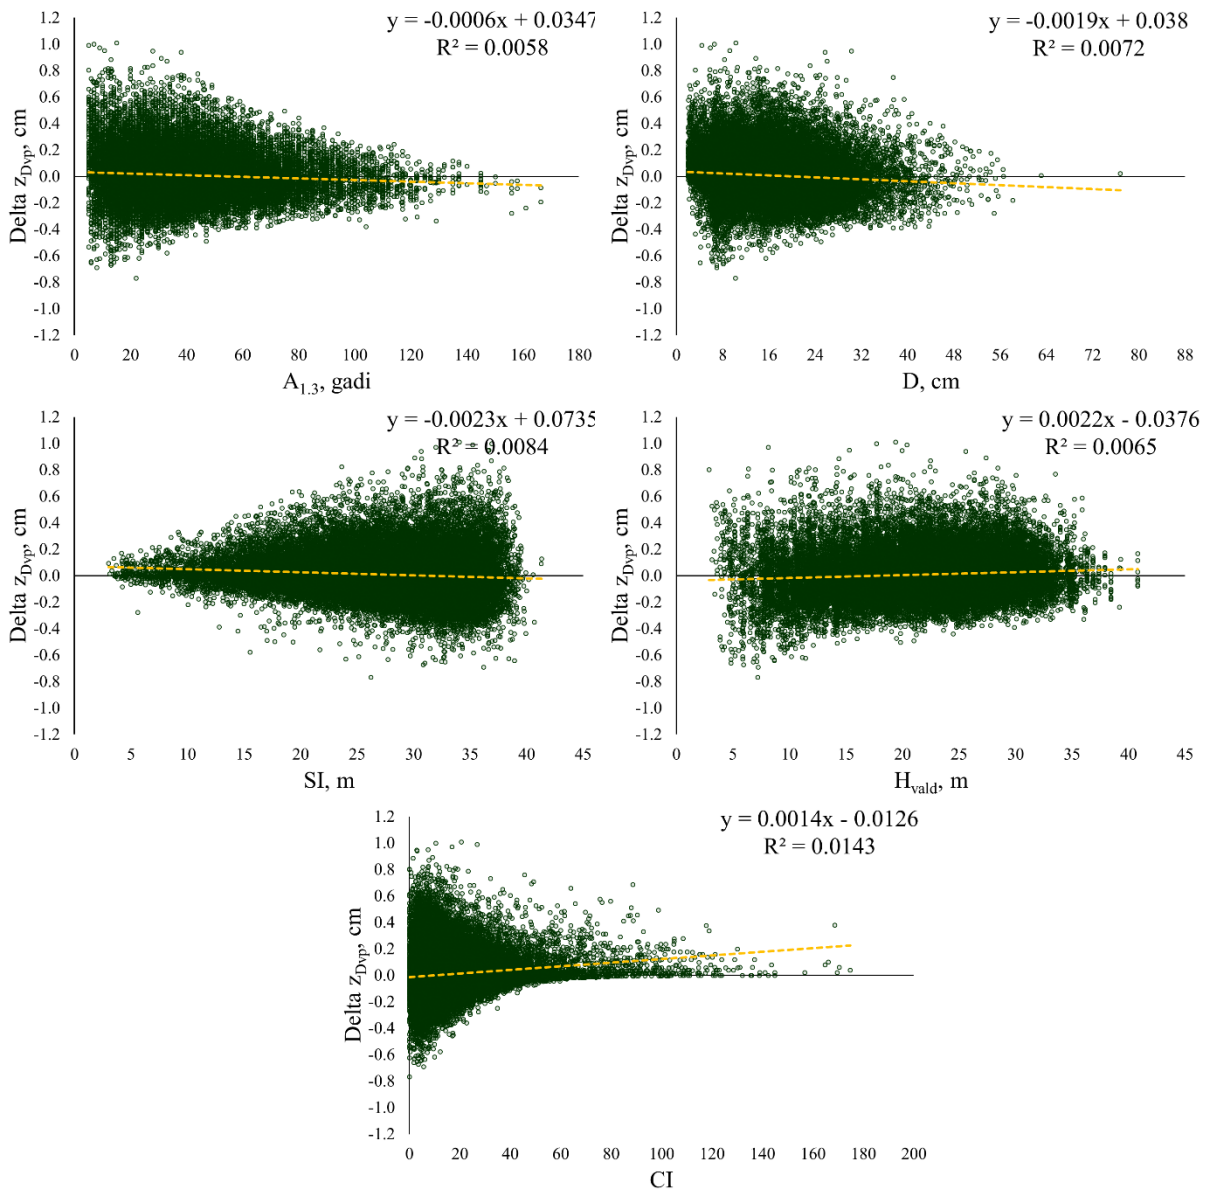 y = -0.0006x + 0.0347
R² = 0.0058
1.2
1.0
0.8
0.6
0.4
0.2
0.0
-0.2
-0.4
-0.6
-0.8
-1.0
-1.2
Delta z_Dvp, cm
0 20 40 60 80 100 120 140 160 180
A_1.3, gadi
y = -0.0019x + 0.038
R² = 0.0072
1.2
1.0
0.8
0.6
0.4
0.2
0.0
-0.2
-0.4
-0.6
-0.8
-1.0
-1.2
Delta z_Dvp, cm
0 8 16 24 32 40 48 56 64 72 80 88
D, cm
y = -0.0023x + 0.0735
R² = 0.0084
1.2
1.0
0.8
0.6
0.4
0.2
0.0
-0.2
-0.4
-0.6
-0.8
-1.0
-1.2
Delta z_Dvp, cm
0 5 10 15 20 25 30 35 40 45
SI, m
y = 0.0022x - 0.0376
R² = 0.0065
1.2
1.0
0.8
0.6
0.4
0.2
0.0
-0.2
-0.4
-0.6
-0.8
-1.0
-1.2
Delta z_Dvp, cm
0 5 10 15 20 25 30 35 40 45
H_vald, m
y = 0.0014x - 0.0126
R² = 0.0143
1.2
1.0
0.8
0.6
0.4
0.2
0.0
-0.2
-0.4
-0.6
-0.8
-1.0
-1.2
Delta z_Dvp, cm
0 20 40 60 80 100 120 140 160 180 200
CI